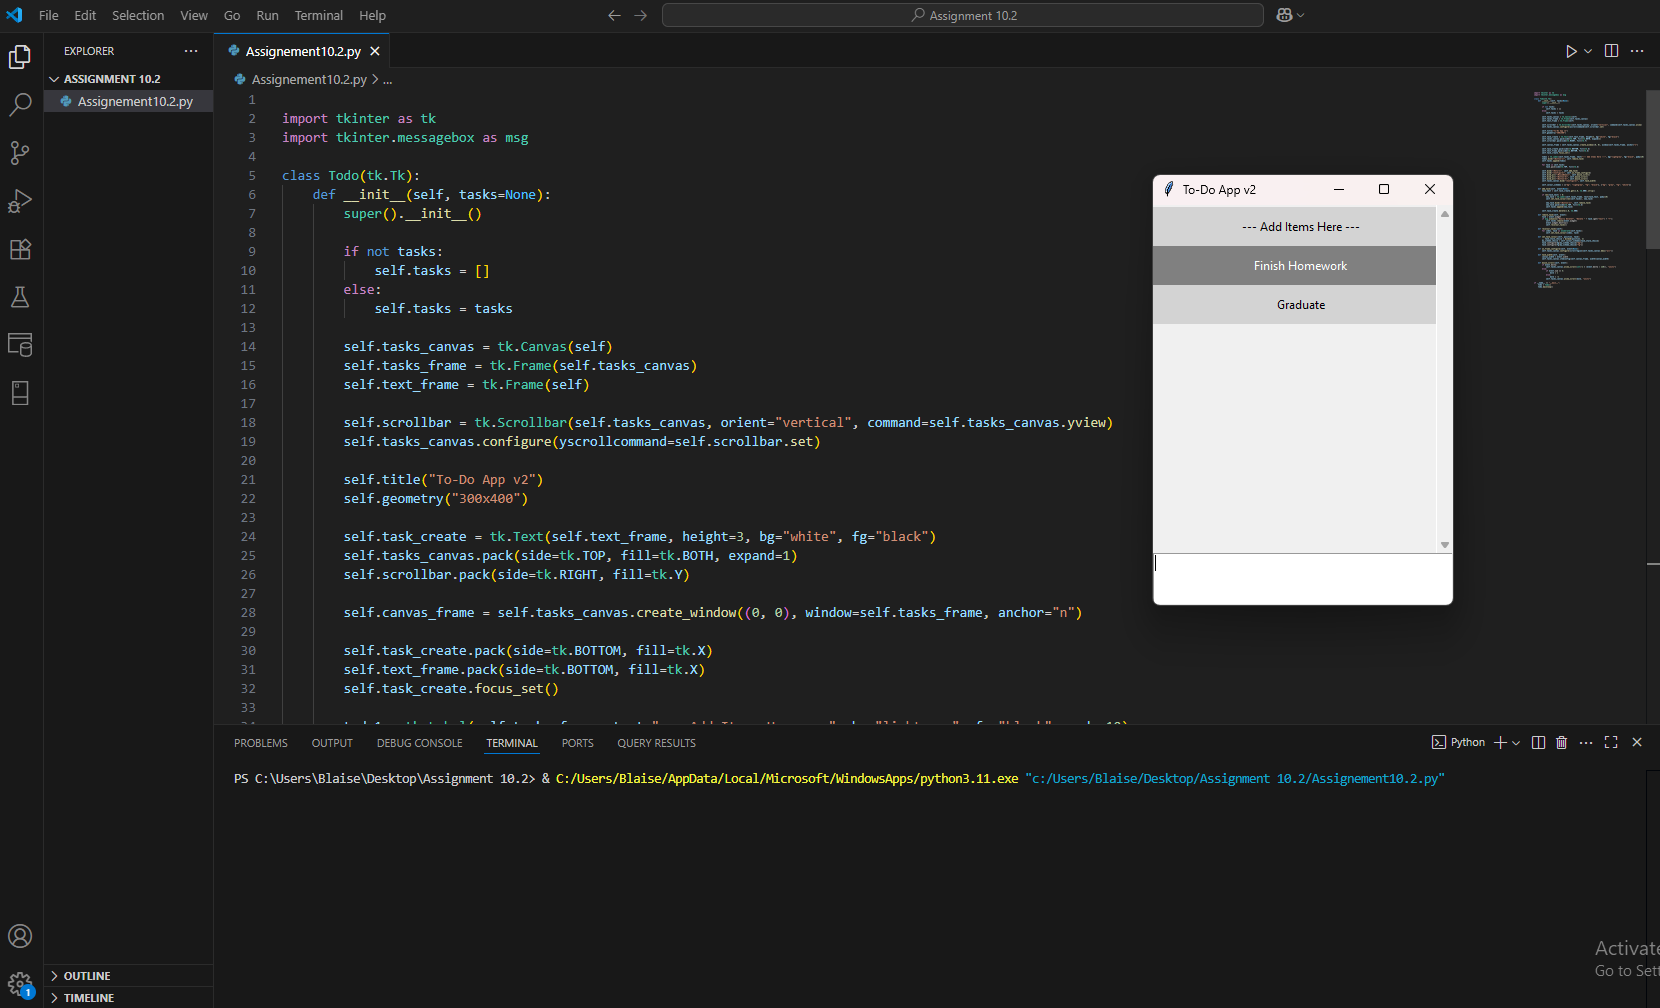 File Edit Selection View Go Run Terminal Help
Assignment 10.2
EXPLORER
ASSIGNMENT 10.2
Assignement10.2.py
Assignement10.2.py
Assignement10.2.py > ...
1
2 import tkinter as tk
3 import tkinter.messagebox as msg
4
5 class Todo(tk.Tk):
6 def __init__(self, tasks=None):
7 super().__init__()
8
9 if not tasks:
10 self.tasks = []
11 else:
12 self.tasks = tasks
13
14 self.tasks_canvas = tk.Canvas(self)
15 self.tasks_frame = tk.Frame(self.tasks_canvas)
16 self.text_frame = tk.Frame(self)
17
18 self.scrollbar = tk.Scrollbar(self.tasks_canvas, orient="vertical", command=self.tasks_canvas.yview)
19 self.tasks_canvas.configure(yscrollcommand=self.scrollbar.set)
20
21 self.title("To-Do App v2")
22 self.geometry("300x400")
23
24 self.task_create = tk.Text(self.text_frame, height=3, bg="white", fg="black")
25 self.tasks_canvas.pack(side=tk.TOP, fill=tk.BOTH, expand=1)
26 self.scrollbar.pack(side=tk.RIGHT, fill=tk.Y)
27
28 self.canvas_frame = self.tasks_canvas.create_window((0, 0), window=self.tasks_frame, anchor="n")
29
30 self.task_create.pack(side=tk.BOTTOM, fill=tk.X)
31 self.text_frame.pack(side=tk.BOTTOM, fill=tk.X)
32 self.task_create.focus_set()
33
To-Do App v2
--- Add Items Here ---
Finish Homework
Graduate
PROBLEMS OUTPUT DEBUG CONSOLE TERMINAL PORTS QUERY RESULTS
Python
PS C:\Users\Blaise\Desktop\Assignment 10.2> & C:/Users/Blaise/AppData/Local/Microsoft/WindowsApps/python3.11.exe "c:/Users/Blaise/Desktop/Assignment 10.2/Assignement10.2.py"
OUTLINE
TIMELINE
1
Activate
Go to Set